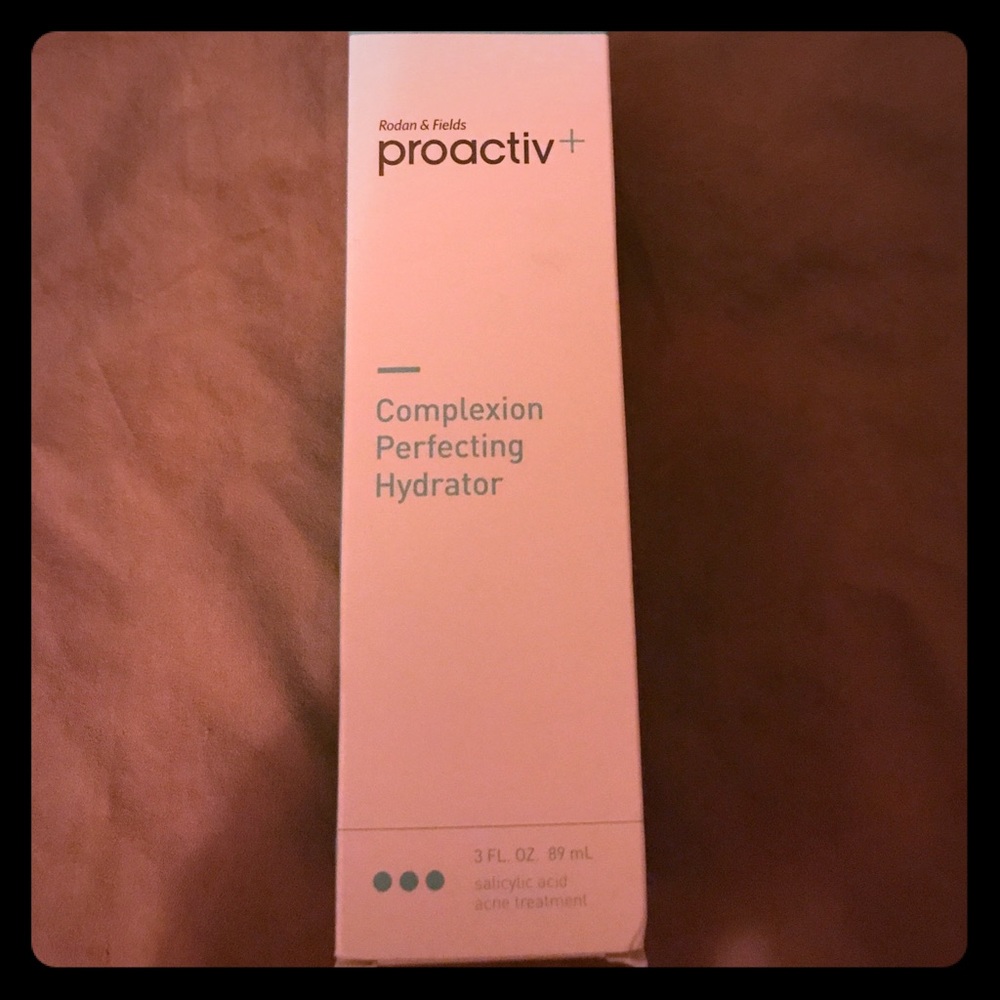 Rodan & Fields
proactiv+
Complexion
Perfecting
Hydrator
3 FL. OZ 89 mL
salicylic acid
acne treatment